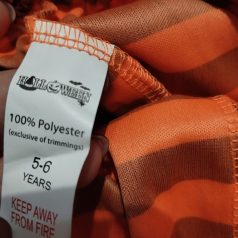 HALLOWEEN
100% Polyester
(exclusive of trimmings)
5-6
YEARS
KEEP AWAY
FROM FIRE